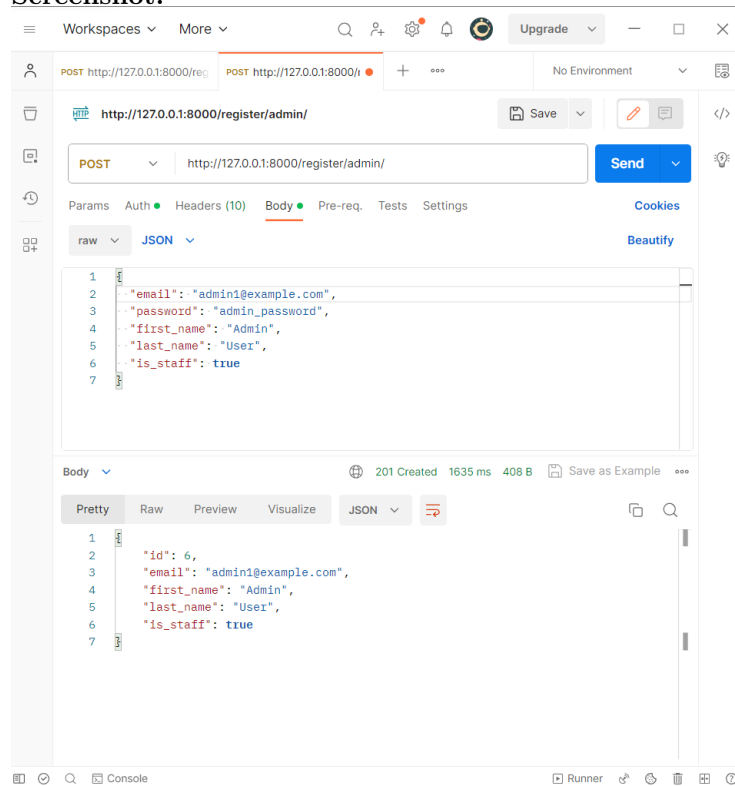 Screenshot:
Workspaces More Upgrade
POST http://127.0.0.1:8000/reg POST http://127.0.0.1:8000/r No Environment
HTTP http://127.0.0.1:8000/register/admin/ Save
POST http://127.0.0.1:8000/register/admin/ Send
Params Auth Headers (10) Body Pre-req. Tests Settings Cookies
raw JSON Beautify
1 {
2 "email": "admin1@example.com",
3 "password": "admin_password",
4 "first_name": "Admin",
5 "last_name": "User",
6 "is_staff": true
7 }
Body 201 Created 1635 ms 408 B Save as Example
Pretty Raw Preview Visualize JSON
1 {
2 "id": 6,
3 "email": "admin1@example.com",
4 "first_name": "Admin",
5 "last_name": "User",
6 "is_staff": true
7 }
Console Runner